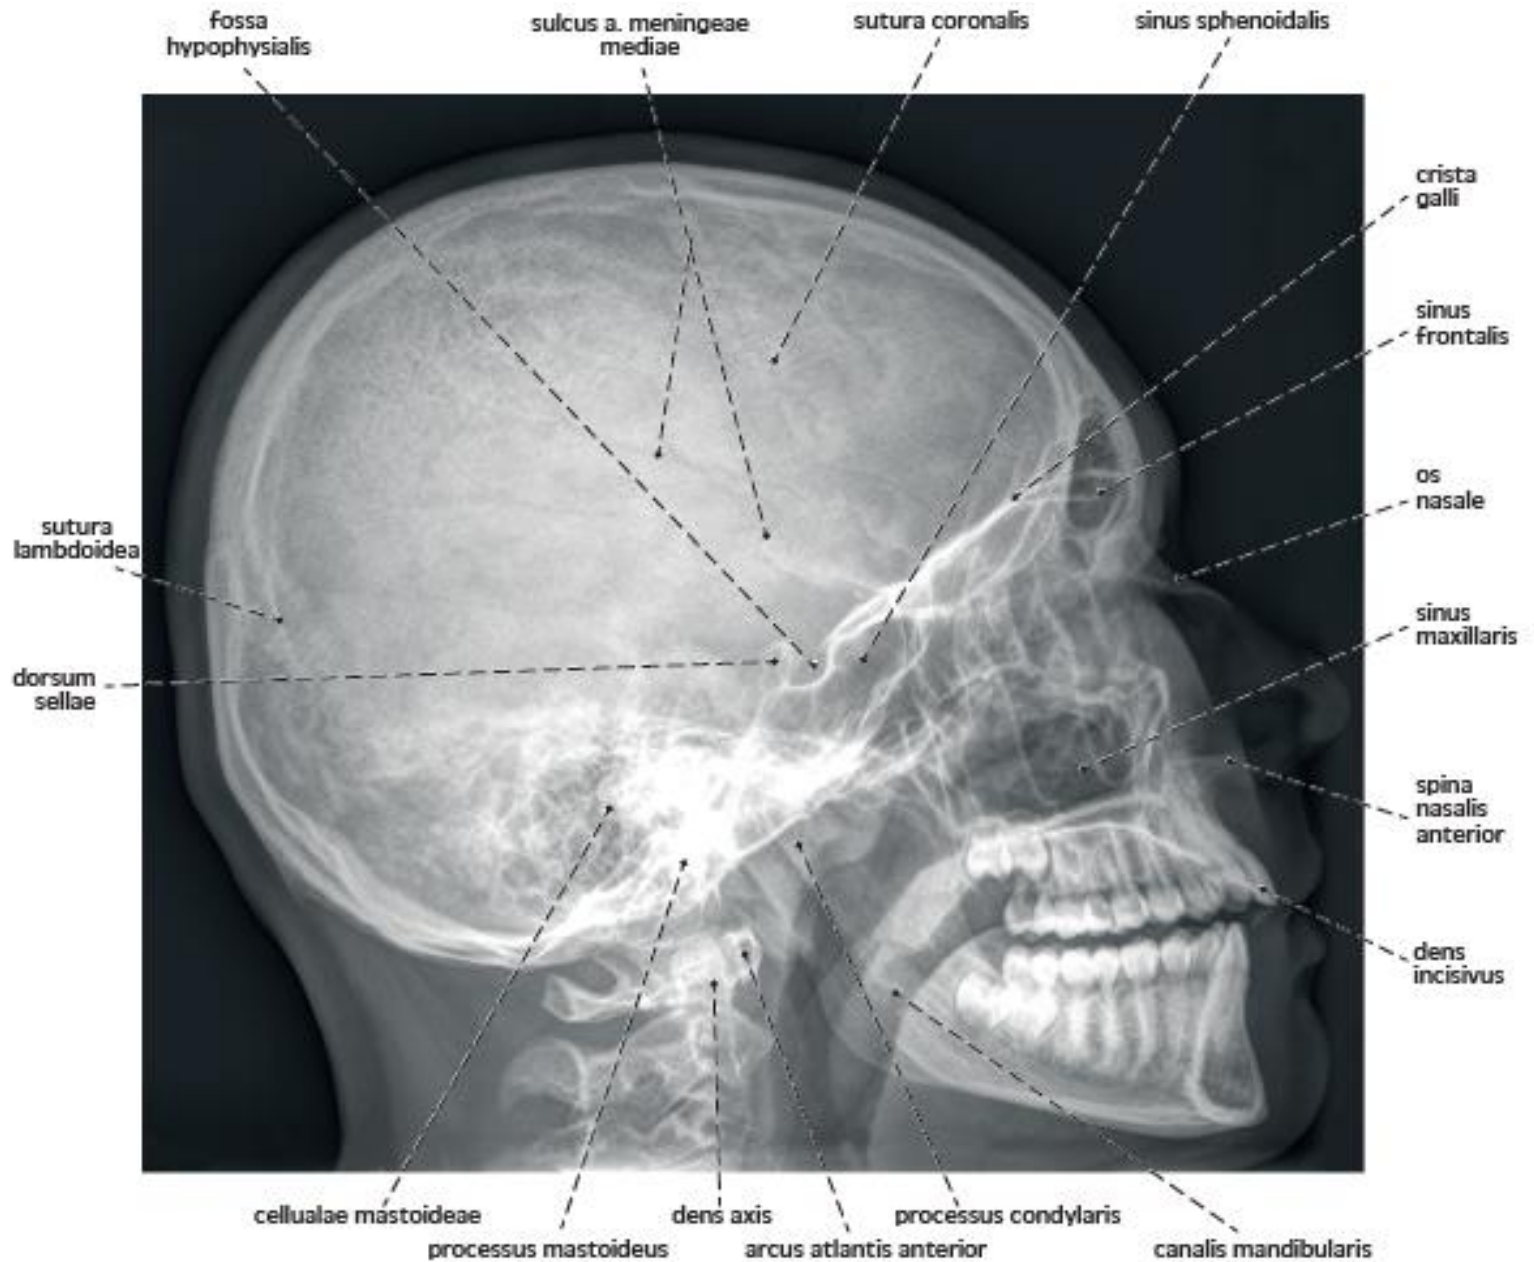 fossa
hypophysialis
sulcus a. meningeae
mediae
sutura coronalis
sinus sphenoidalis
crista
galli
sinus
frontalis
os
nasale
sutura
lambdoidea
sinus
maxillaris
dorsum
sellae
spina
nasalis
anterior
dens
incisivus
cellualae mastoideae
dens axis
processus condylaris
processus mastoideus
arcus atlantis anterior
canalis mandibularis